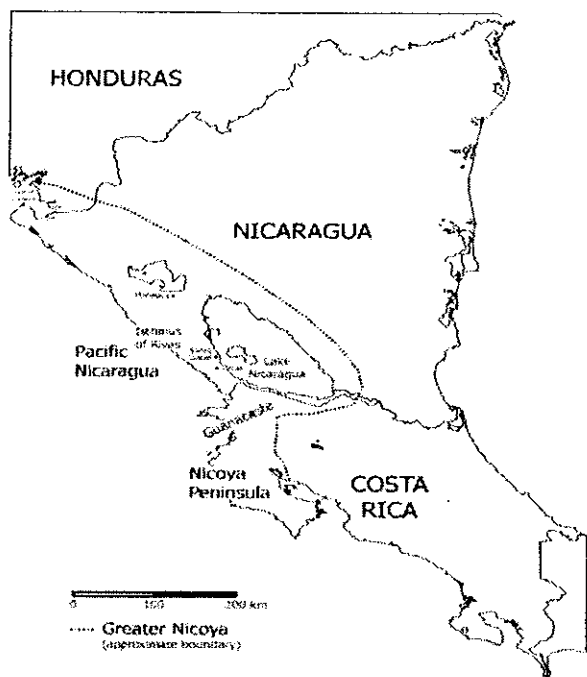 HONDURAS
NICARAGUA
Isthmus
of Rivas
Pacific
Nicaragua
Lake
Nicaragua
Guanacaste
Nicoya
Peninsula
COSTA
RICA
0 100 200 km
Greater Nicoya
(approximate boundary)